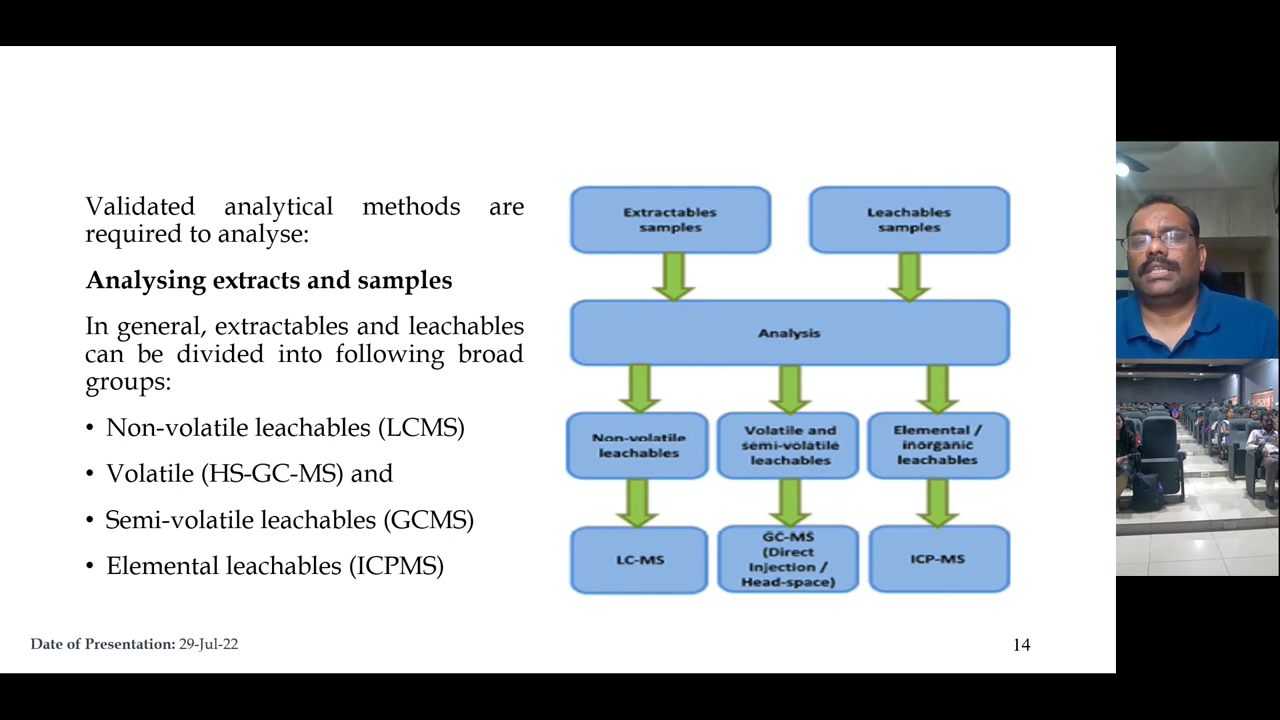 Validated analytical methods are
required to analyse:
Analysing extracts and samples
In general, extractables and leachables
can be divided into following broad
groups:
• Non-volatile leachables (LCMS)
• Volatile (HS-GC-MS) and
• Semi-volatile leachables (GCMS)
• Elemental leachables (ICPMS)
Extractables
samples
Leachables
samples
Analysis
Non-volatile
leachables
Volatile and
semi-volatile
leachables
Elemental /
inorganic
leachables
LC-MS
GC-MS
(Direct
Injection /
Head-space)
ICP-MS
Date of Presentation: 29-Jul-22
14